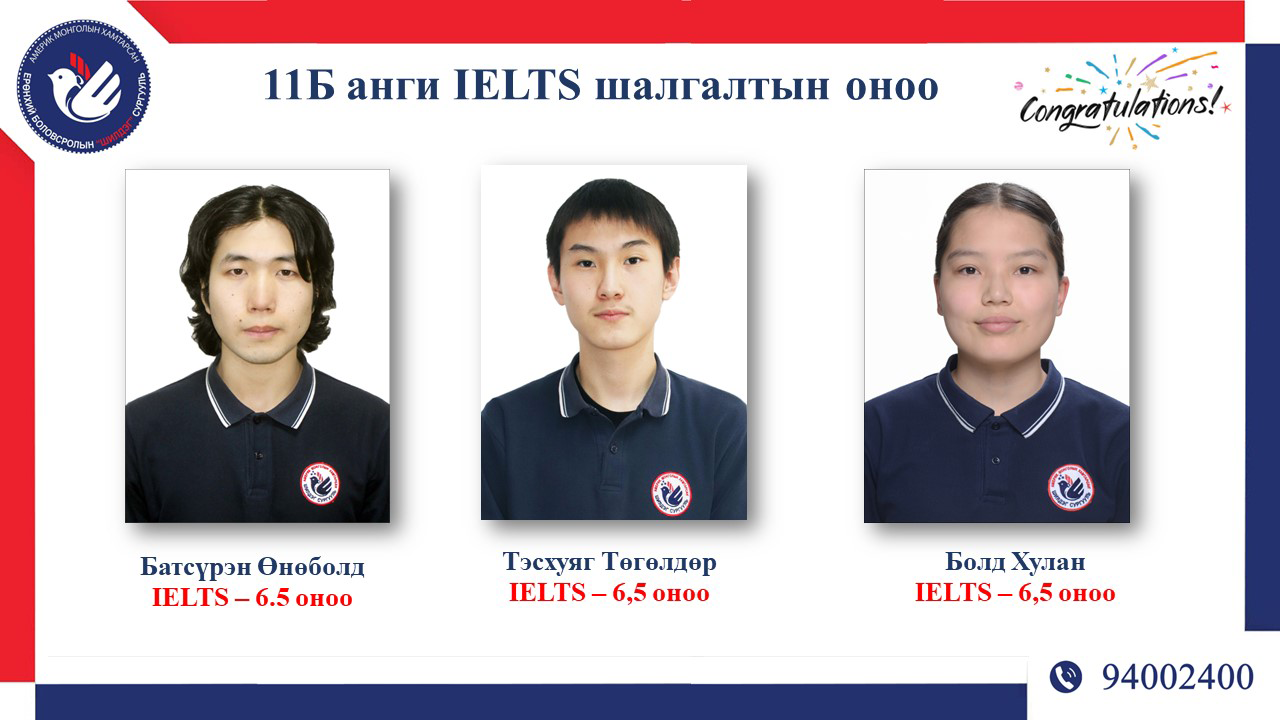 АМЕРИК МОНГОЛЫН ХАМТАРСАН
ЕРӨНХИЙ БОЛОВСРОЛЫН "ШИЛДЭГ" СУРГУУЛЬ
11Б анги IELTS шалгалтын оноо
Congratulations!
Батсүрэн Өнөболд
IELTS – 6.5 оноо
Тэсхуяг Төгөлдөр
IELTS – 6,5 оноо
Болд Хулан
IELTS – 6,5 оноо
94002400